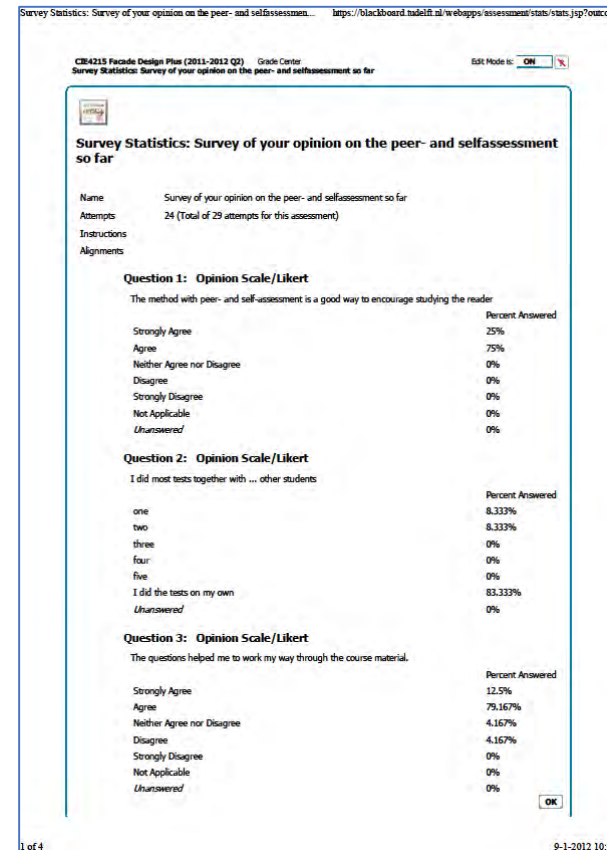 Survey Statistics: Survey of your opinion on the peer- and selfassessmen... https://blackboard.tudelft.nl/webapps/assessment/stats/stats.jsp?outco
CIE4215 Facade Design Plus (2011-2012 Q2) Grade Center Edit Mode is: ON
Survey Statistics: Survey of your opinion on the peer- and selfassessment so far
Survey Statistics: Survey of your opinion on the peer- and selfassessment
so far
Name Survey of your opinion on the peer- and selfassessment so far
Attempts 24 (Total of 29 attempts for this assessment)
Instructions
Alignments
Question 1: Opinion Scale/Likert
The method with peer- and self-assessment is a good way to encourage studying the reader
Percent Answered
Strongly Agree 25%
Agree 75%
Neither Agree nor Disagree 0%
Disagree 0%
Strongly Disagree 0%
Not Applicable 0%
Unanswered 0%
Question 2: Opinion Scale/Likert
I did most tests together with ... other students
Percent Answered
one 8.333%
two 8.333%
three 0%
four 0%
five 0%
I did the tests on my own 83.333%
Unanswered 0%
Question 3: Opinion Scale/Likert
The questions helped me to work my way through the course material.
Percent Answered
Strongly Agree 12.5%
Agree 79.167%
Neither Agree nor Disagree 4.167%
Disagree 4.167%
Strongly Disagree 0%
Not Applicable 0%
Unanswered 0%
OK
1 of 4 9-1-2012 10: